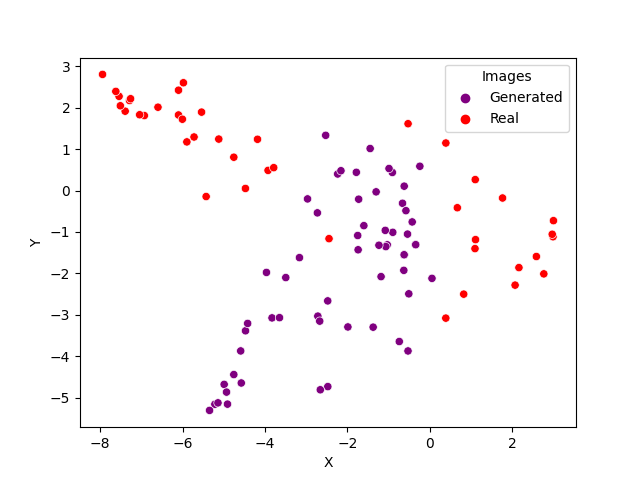 Images
Generated
Real
3
2
1
0
−1
−2
−3
−4
−5
Y
−8 −6 −4 −2 0 2
X